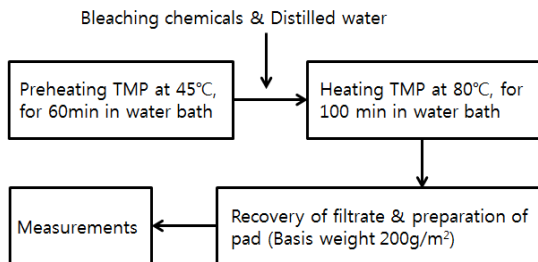 Bleaching chemicals & Distilled water
Preheating TMP at 45℃,
for 60min in water bath
Heating TMP at 80℃, for
100 min in water bath
Measurements
Recovery of filtrate & preparation of
pad (Basis weight 200g/m²)